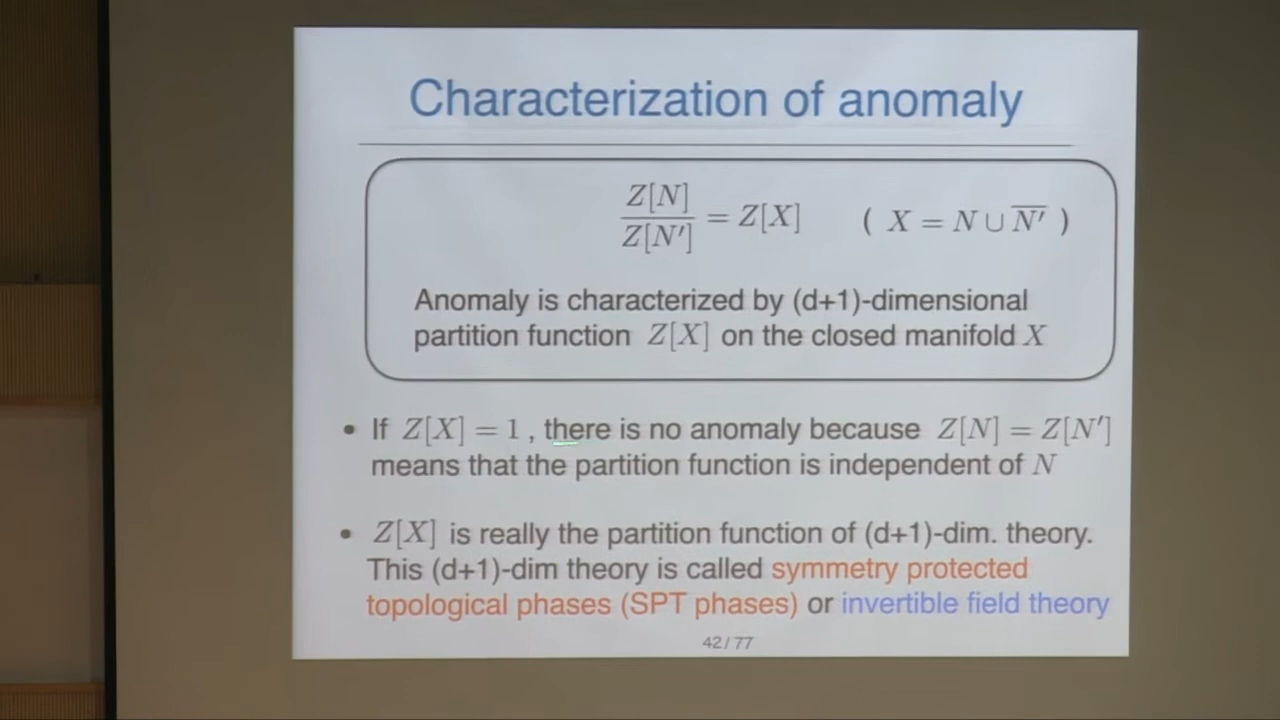 Characterization of anomaly
Z[N]/Z[N′] = Z[X] ( X = N ∪ N̅′ )
Anomaly is characterized by (d+1)-dimensional
partition function Z[X] on the closed manifold X
• If Z[X] = 1 , there is no anomaly because Z[N] = Z[N′]
means that the partition function is independent of N
• Z[X] is really the partition function of (d+1)-dim. theory.
This (d+1)-dim theory is called symmetry protected
topological phases (SPT phases) or invertible field theory
42 / 77